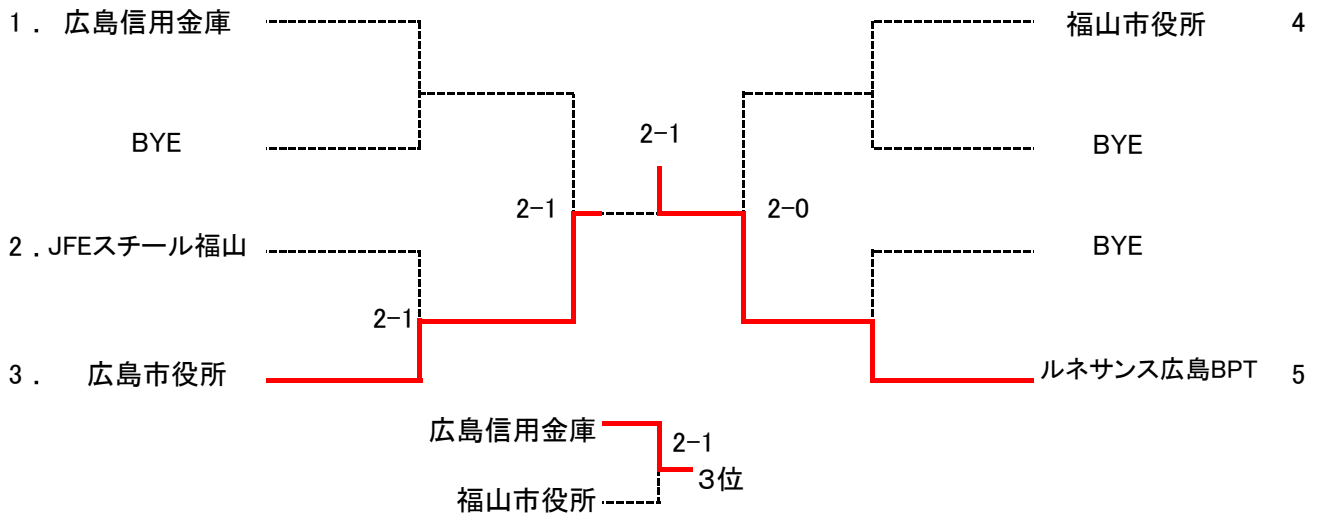 1． 広島信用金庫
福山市役所 4
BYE
2-1
BYE
2-1
2-0
2．JFEスチール福山
BYE
2-1
3． 広島市役所
ルネサンス広島BPT 5
広島信用金庫
2-1
３位
福山市役所